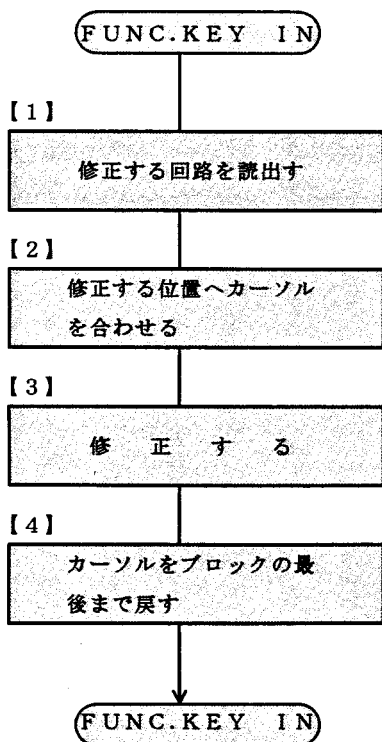 FUNC.KEY IN
【1】
修正する回路を読出す
【2】
修正する位置へカーソル
を合わせる
【3】
修正する
【4】
カーソルをブロックの最
後まで戻す
FUNC.KEY IN